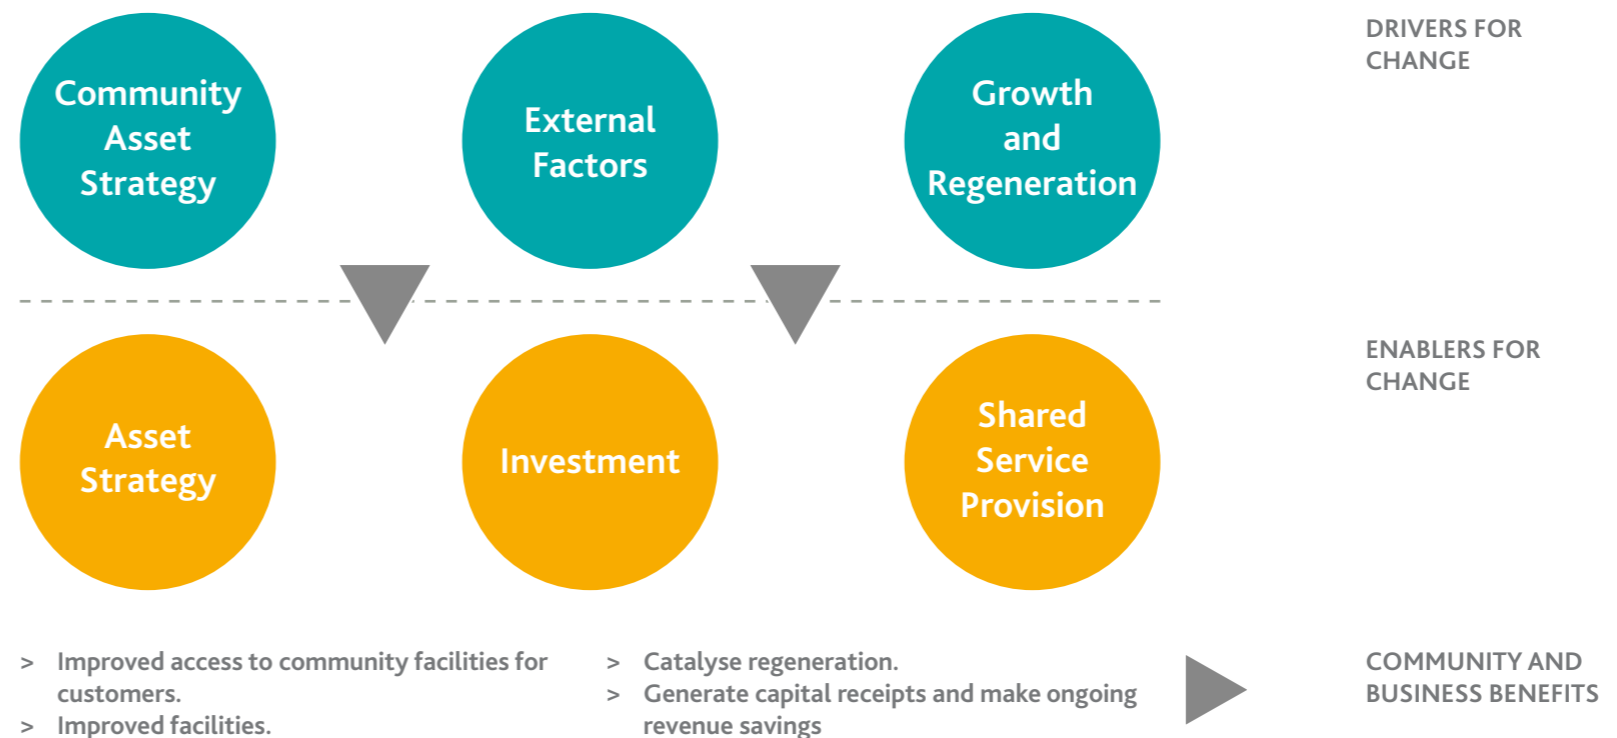 Community
Asset
Strategy
External
Factors
Growth
and
Regeneration
DRIVERS FOR
CHANGE
Asset
Strategy
Investment
Shared
Service
Provision
ENABLERS FOR
CHANGE
> Improved access to community facilities for
customers.
> Improved facilities.
> Catalyse regeneration.
> Generate capital receipts and make ongoing
revenue savings
COMMUNITY AND
BUSINESS BENEFITS